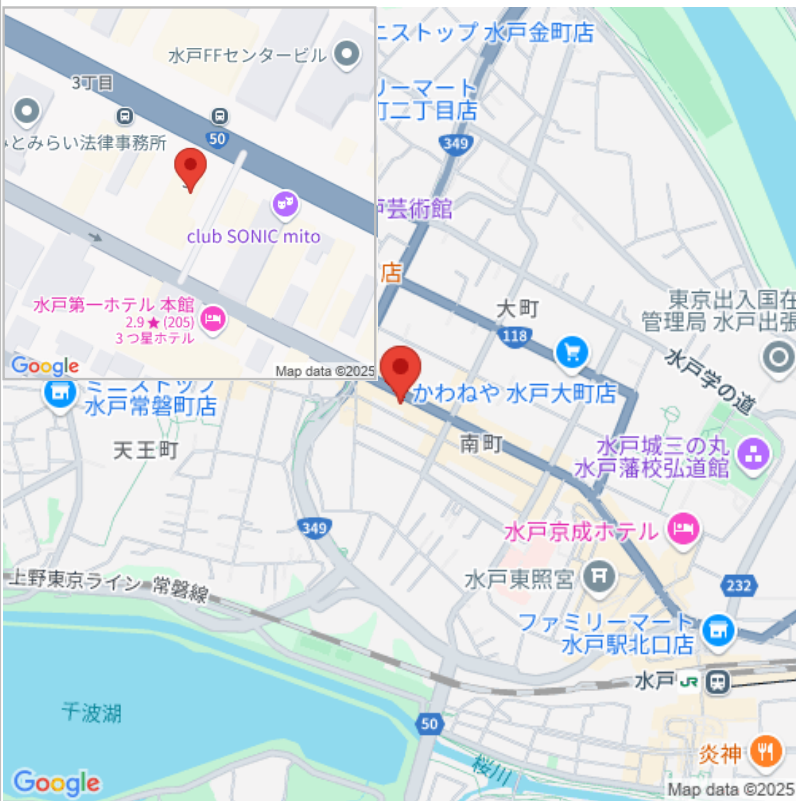 水戸FFセンタービル
3丁目
50
とみらい法律事務所
club SONIC mito
水戸第一ホテル 本館
2.9★ (205)
3 つ星ホテル
Google
Map data ©2025
ニストップ 水戸金町店
リーマート
町二丁目店
349
芸術館
店
大町
118
東京出入国在
管理局 水戸出張
水戸学の道
かわねや 水戸大町店
ミニストップ
水戸常磐町店
天王町
南町
水戸城三の丸
水戸藩校弘道館
349
水戸京成ホテル
上野東京ライン 常磐線
水戸東照宮
232
ファミリーマート
水戸駅北口店
水戸
JR
千波湖
50
炎神
桜川
Google
Map data ©2025